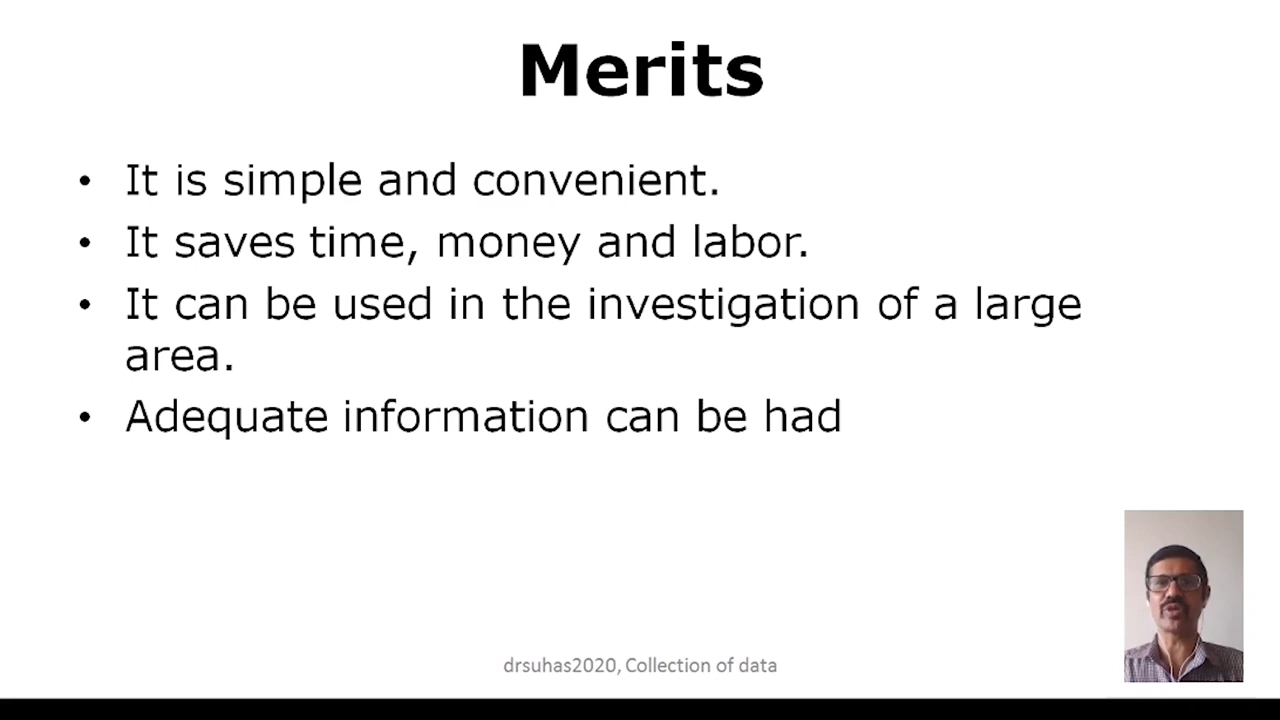 Merits
• It is simple and convenient.
• It saves time, money and labor.
• It can be used in the investigation of a large
area.
• Adequate information can be had
drsuhas2020, Collection of data